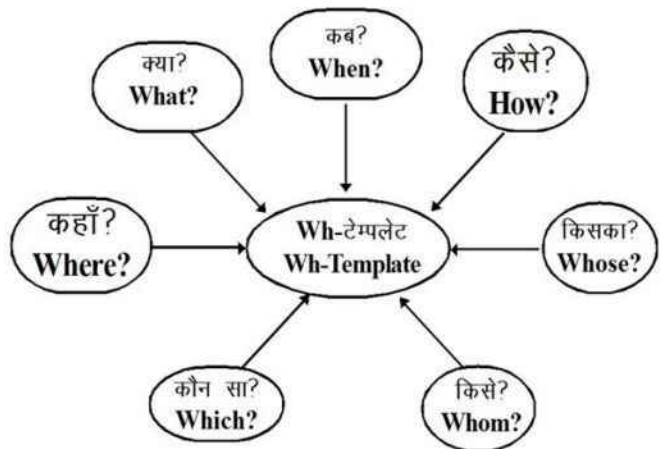 कब?
When?
क्या?
What?
कैसे?
How?
कहाँ?
Where?
Wh-टेम्पलेट
Wh-Template
किसका?
Whose?
कौन सा?
Which?
किसे?
Whom?